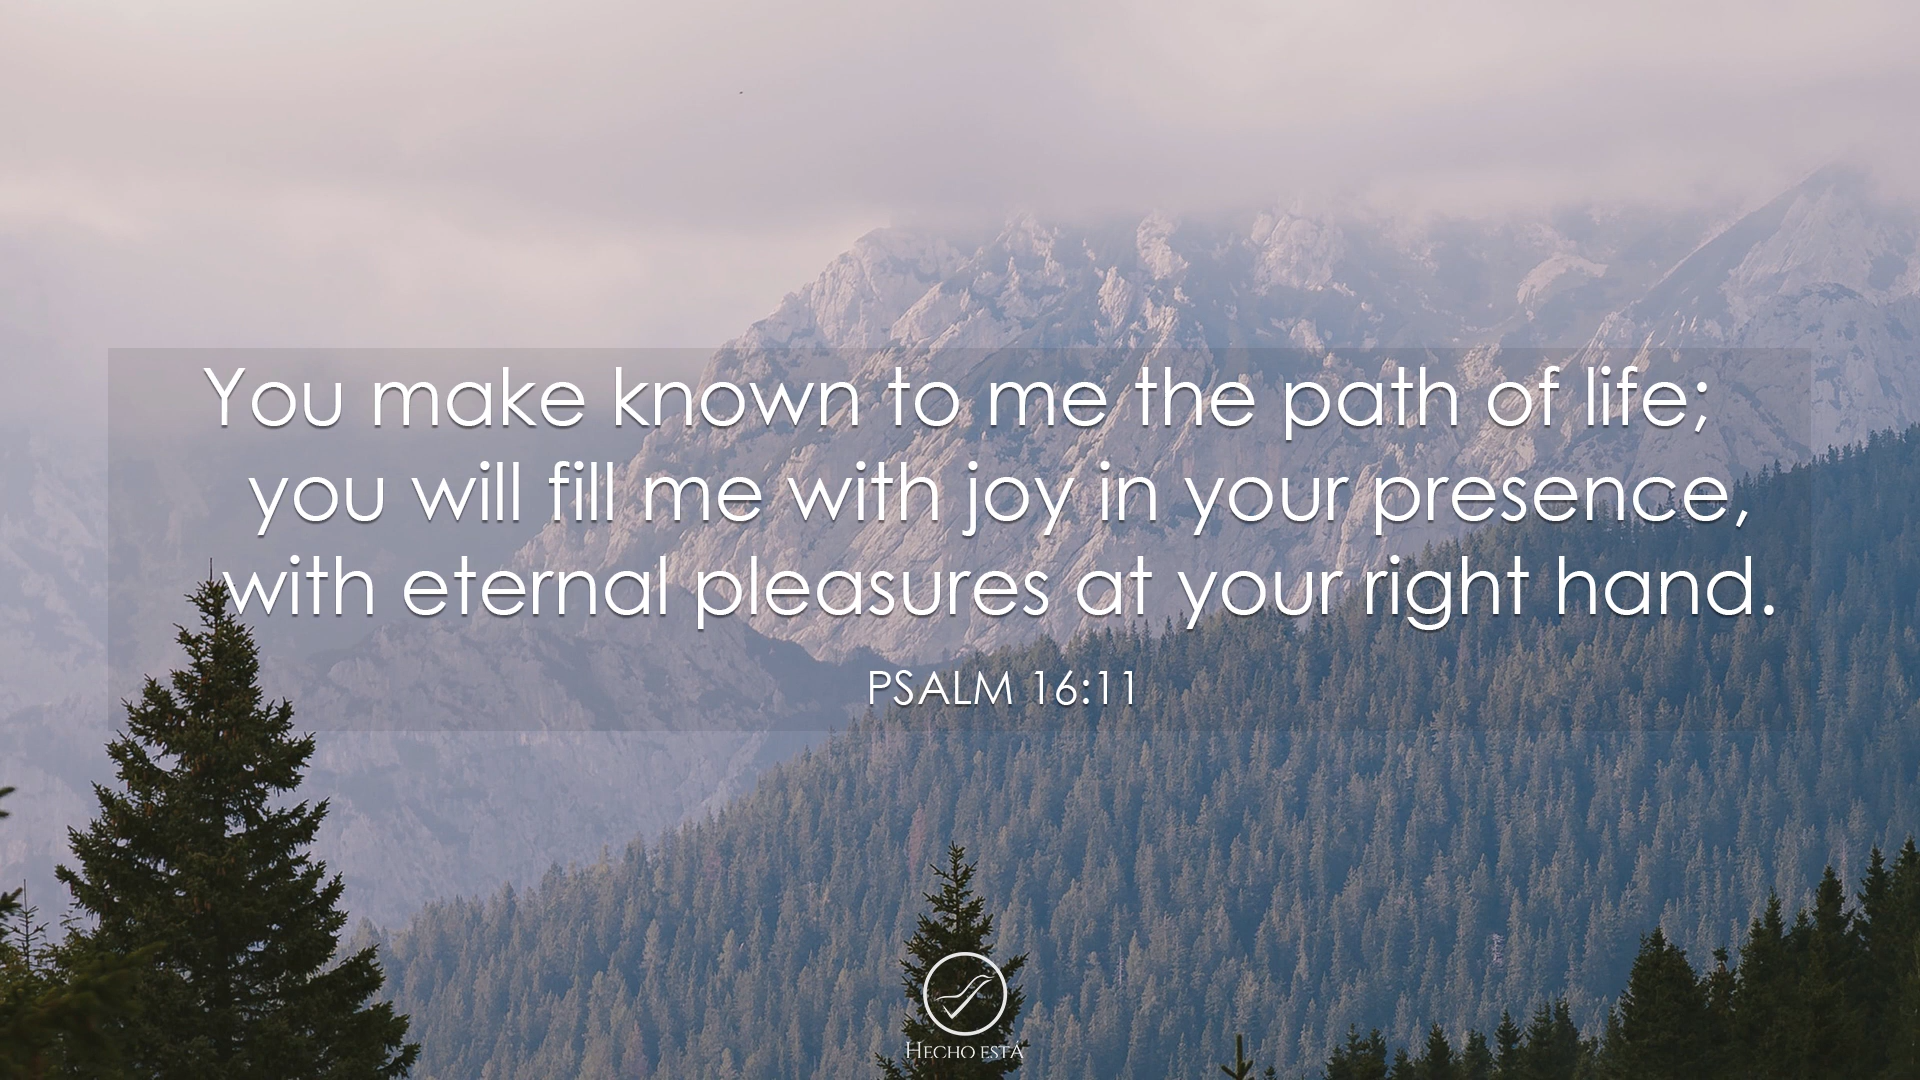 You make known to me the path of life;
you will fill me with joy in your presence,
with eternal pleasures at your right hand.
PSALM 16:11
HECHO ESTÁ